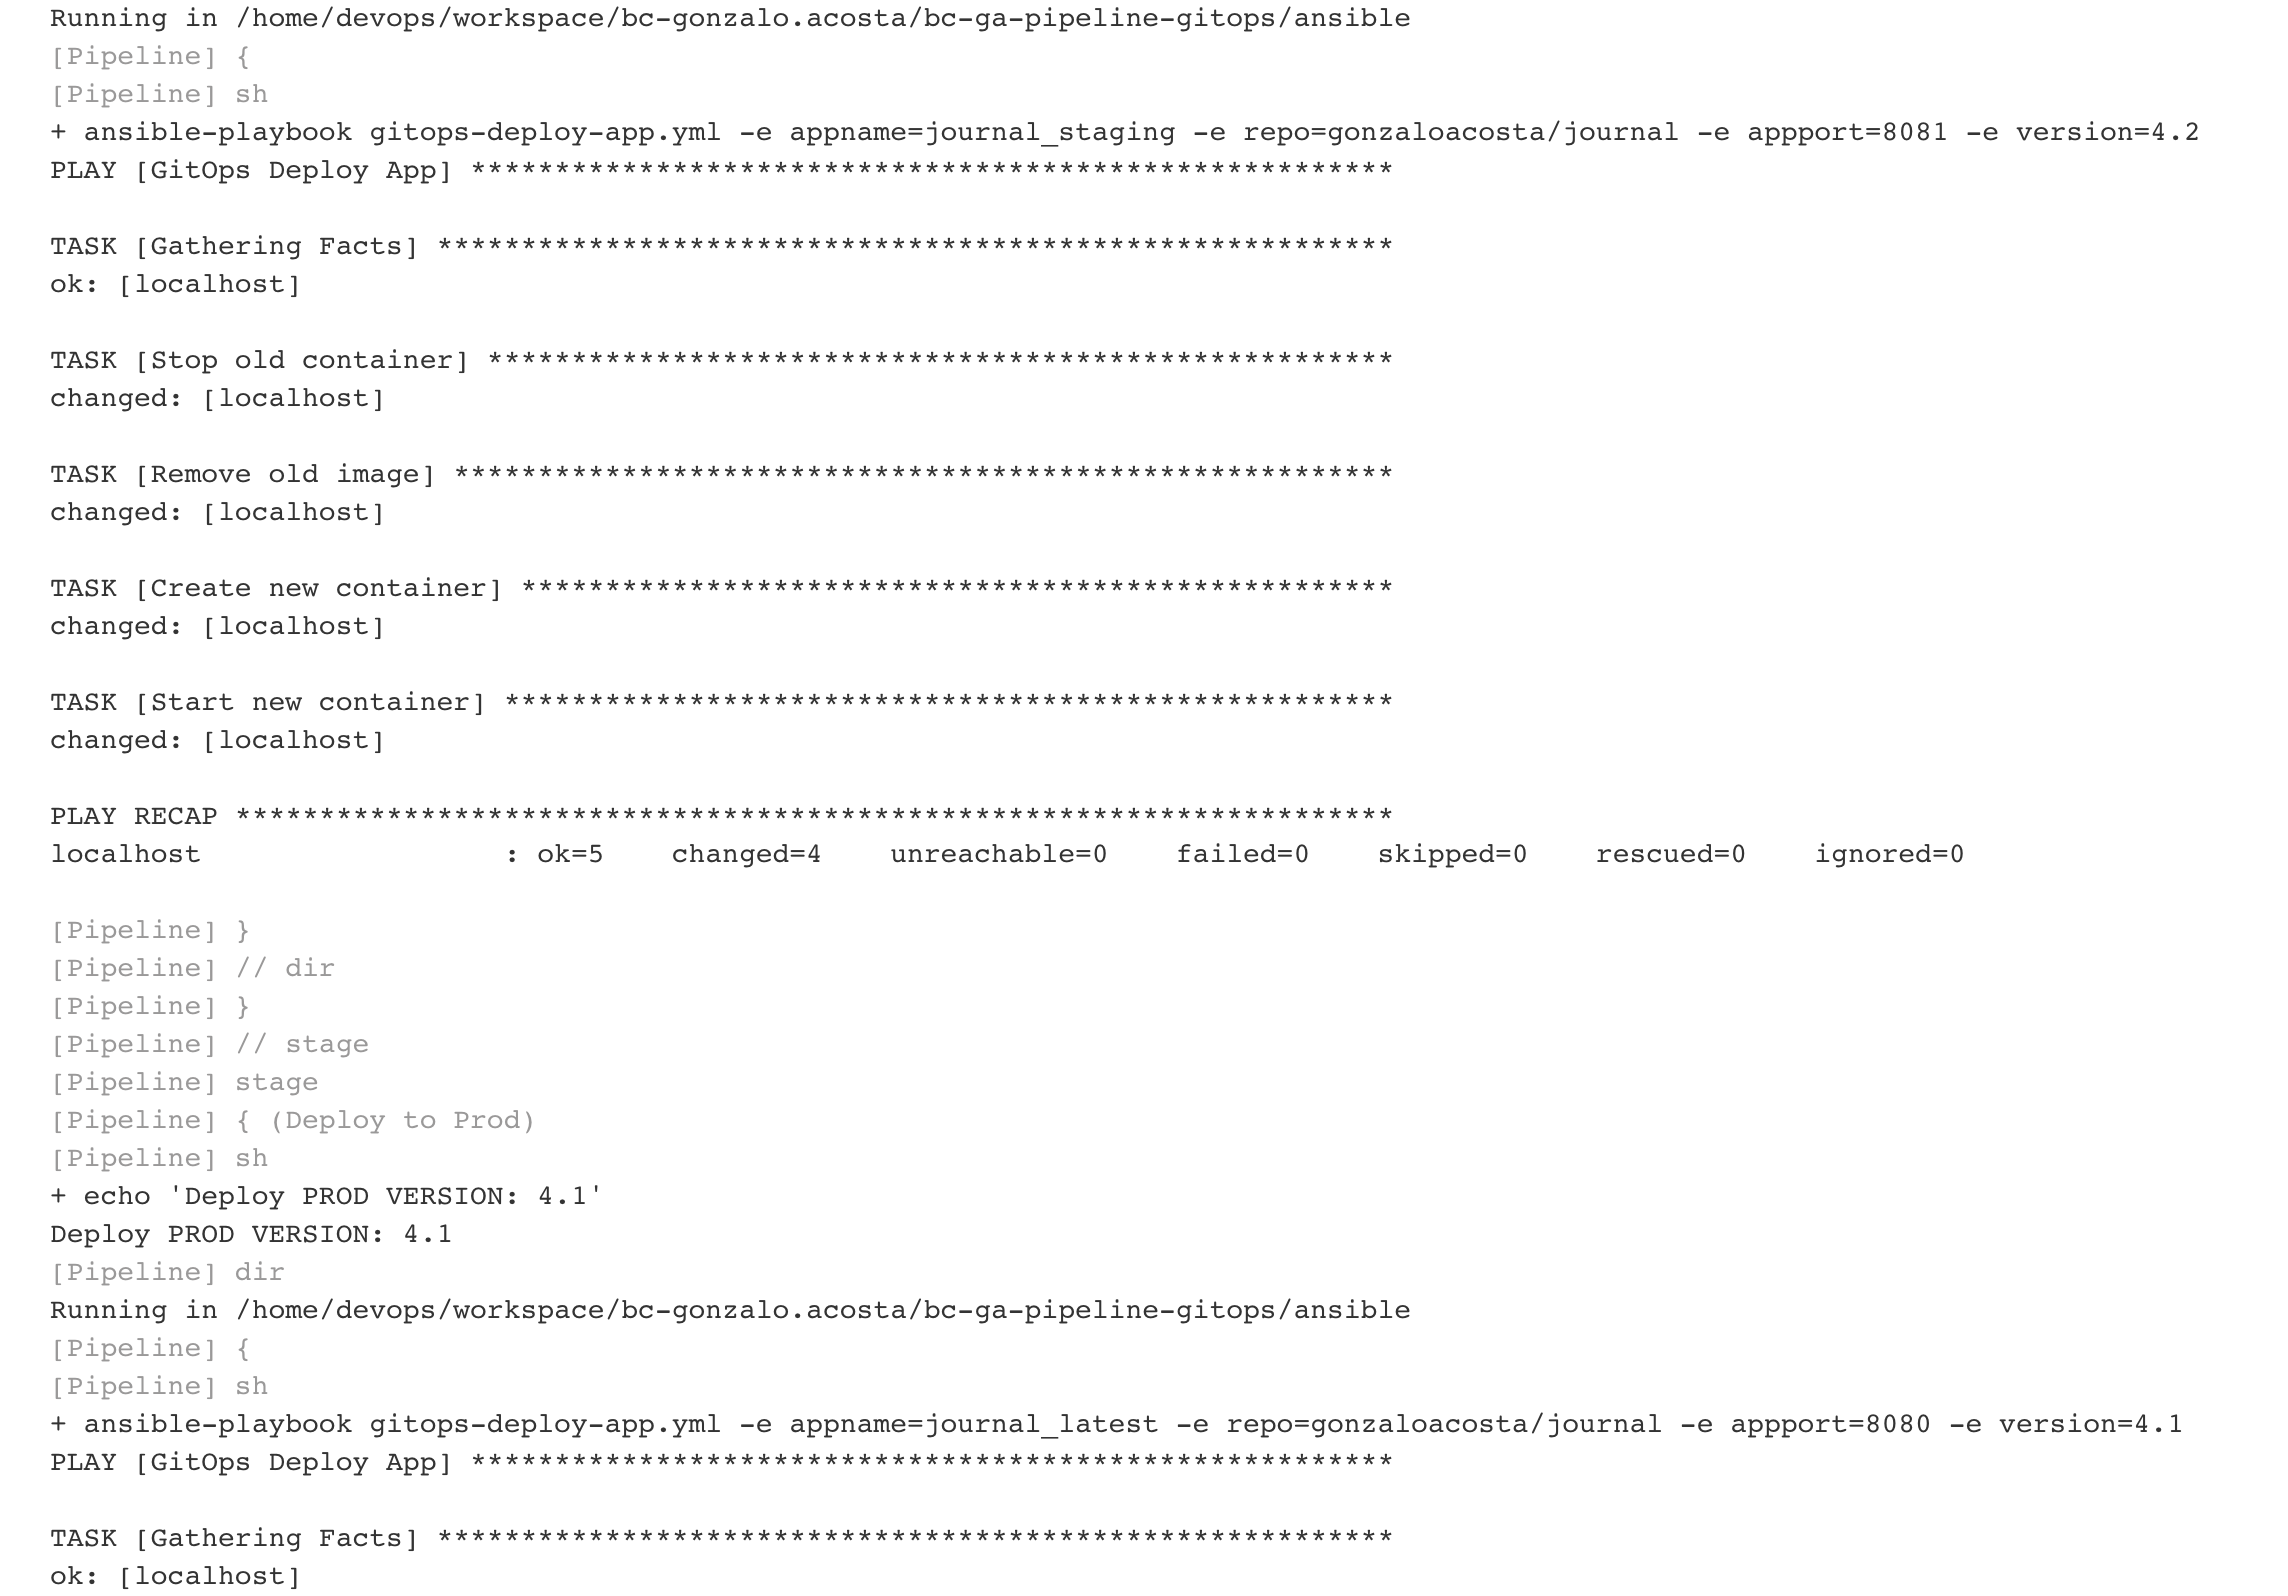 Running in /home/devops/workspace/bc-gonzalo.acosta/bc-ga-pipeline-gitops/ansible
[Pipeline] {
[Pipeline] sh
+ ansible-playbook gitops-deploy-app.yml -e appname=journal_staging -e repo=gonzaloacosta/journal -e appport=8081 -e version=4.2
PLAY [GitOps Deploy App] *******************************************************

TASK [Gathering Facts] *********************************************************
ok: [localhost]

TASK [Stop old container] ******************************************************
changed: [localhost]

TASK [Remove old image] ********************************************************
changed: [localhost]

TASK [Create new container] ****************************************************
changed: [localhost]

TASK [Start new container] *****************************************************
changed: [localhost]

PLAY RECAP *********************************************************************
localhost                  : ok=5    changed=4    unreachable=0    failed=0    skipped=0    rescued=0    ignored=0

[Pipeline] }
[Pipeline] // dir
[Pipeline] }
[Pipeline] // stage
[Pipeline] stage
[Pipeline] { (Deploy to Prod)
[Pipeline] sh
+ echo 'Deploy PROD VERSION: 4.1'
Deploy PROD VERSION: 4.1
[Pipeline] dir
Running in /home/devops/workspace/bc-gonzalo.acosta/bc-ga-pipeline-gitops/ansible
[Pipeline] {
[Pipeline] sh
+ ansible-playbook gitops-deploy-app.yml -e appname=journal_latest -e repo=gonzaloacosta/journal -e appport=8080 -e version=4.1
PLAY [GitOps Deploy App] *******************************************************

TASK [Gathering Facts] *********************************************************
ok: [localhost]